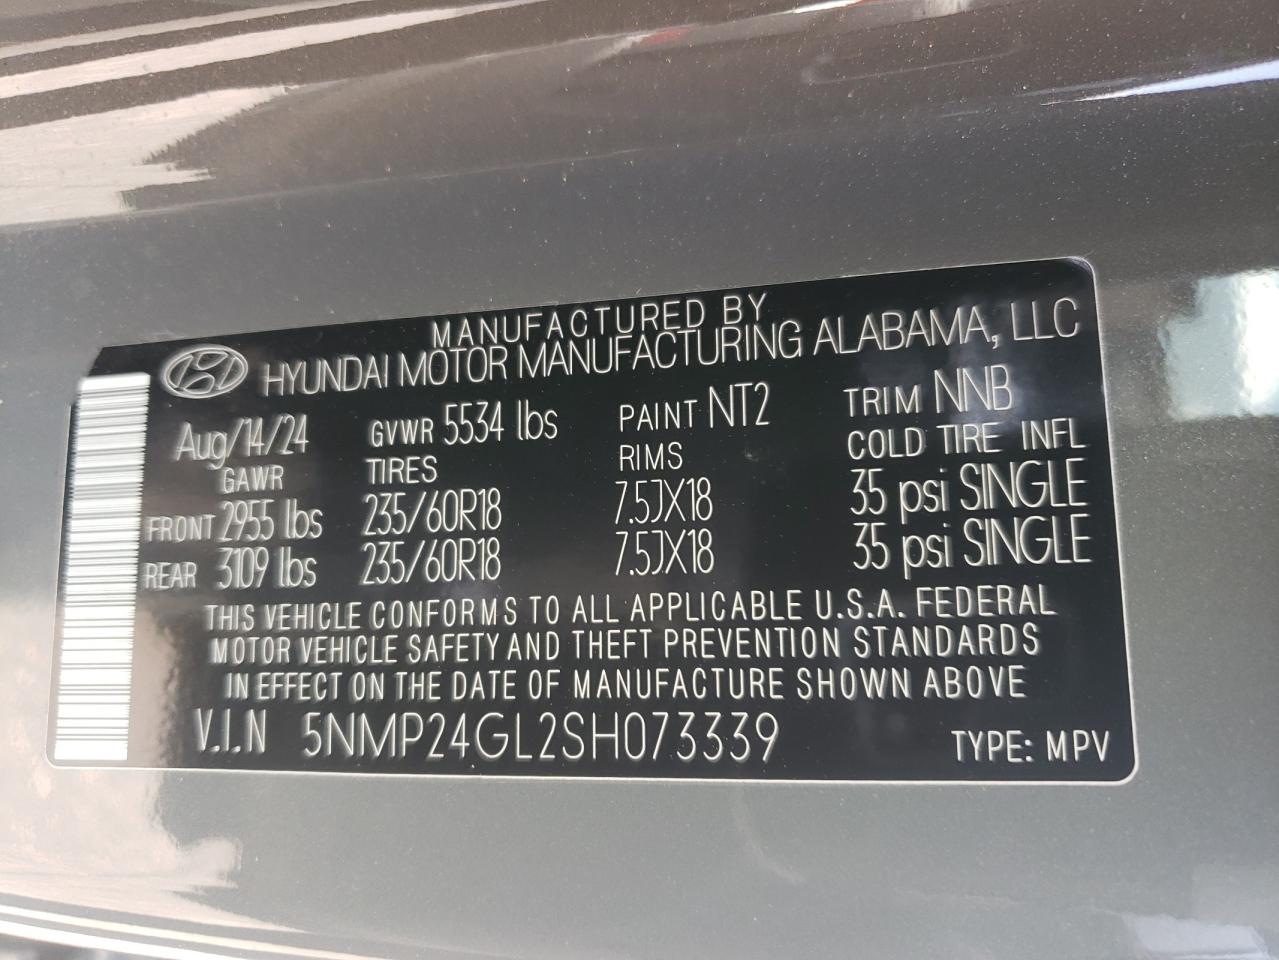 MANUFACTURED BY
HYUNDAI MOTOR MANUFACTURING ALABAMA, LLC
Aug/14/24 GVWR 5534 lbs PAINT NT2 TRIM NNB
GAWR TIRES RIMS COLD TIRE INFL
FRONT 2955 lbs 235/60R18 7.5JX18 35 psi SINGLE
REAR 3109 lbs 235/60R18 7.5JX18 35 psi SINGLE
THIS VEHICLE CONFORMS TO ALL APPLICABLE U.S.A. FEDERAL
MOTOR VEHICLE SAFETY AND THEFT PREVENTION STANDARDS
IN EFFECT ON THE DATE OF MANUFACTURE SHOWN ABOVE
V.I.N 5NMP24GL2SH073339 TYPE: MPV